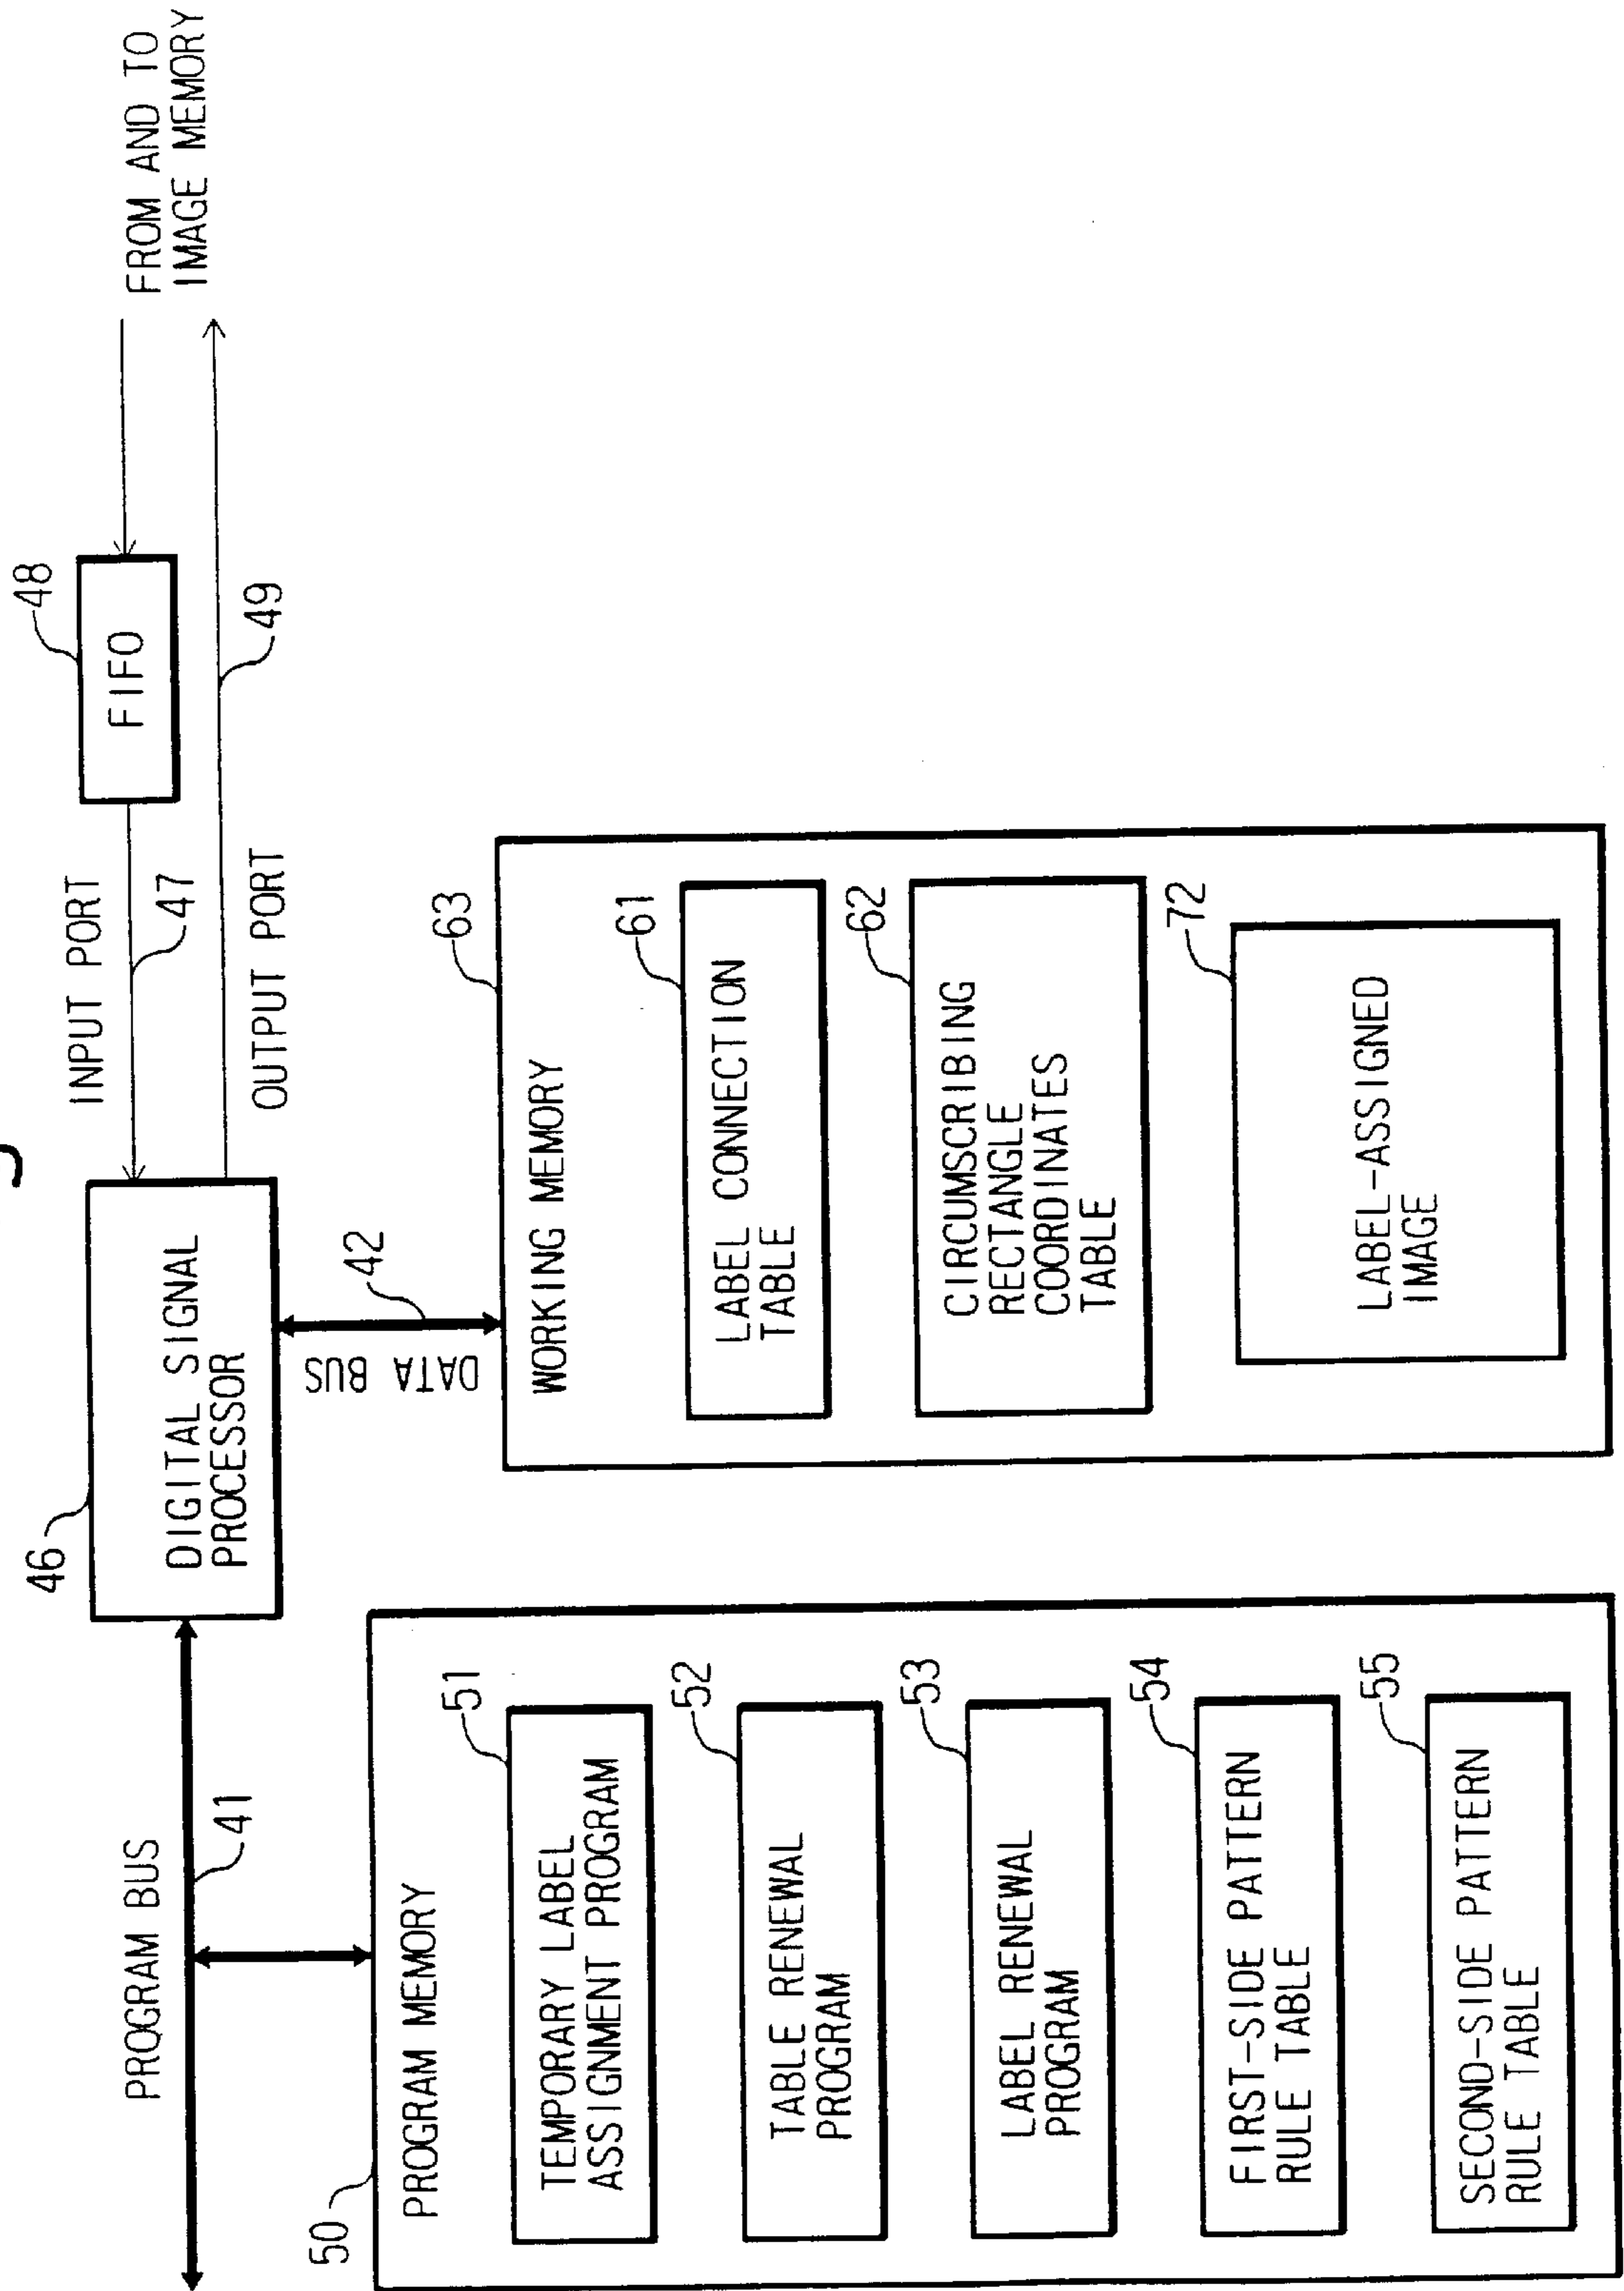 FROM AND TO
IMAGE MEMORY
48
FIFO
49
INPUT PORT
47
OUTPUT PORT
46
DIGITAL SIGNAL
PROCESSOR
PROGRAM BUS
41
42
DATA BUS
50
PROGRAM MEMORY
51
TEMPORARY LABEL
ASSIGNMENT PROGRAM
52
TABLE RENEWAL
PROGRAM
53
LABEL RENEWAL
PROGRAM
54
FIRST-SIDE PATTERN
RULE TABLE
55
SECOND-SIDE PATTERN
RULE TABLE
63
WORKING MEMORY
61
LABEL CONNECTION
TABLE
62
CIRCUMSCRIBING
RECTANGLE
COORDINATES
TABLE
72
LABEL-ASSIGNED
IMAGE